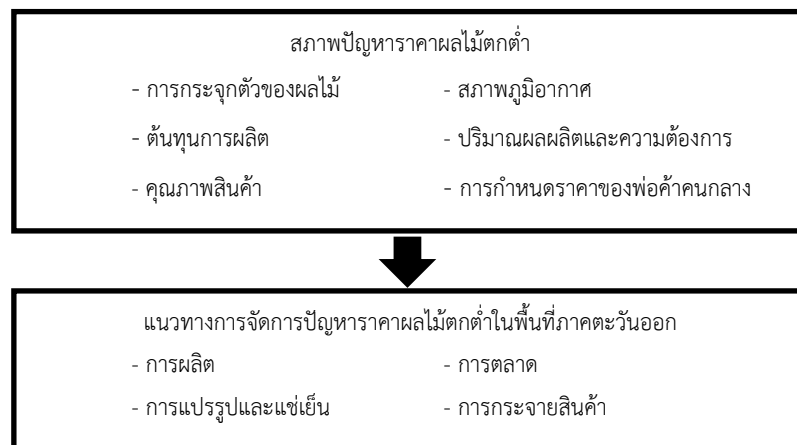 สภาพปัญหาราคาผลไม้ตกต่ำ
- การกระจุกตัวของผลไม้ - สภาพภูมิอากาศ
- ต้นทุนการผลิต - ปริมาณผลผลิตและความต้องการ
- คุณภาพสินค้า - การกำหนดราคาของพ่อค้าคนกลาง
แนวทางการจัดการปัญหาราคาผลไม้ตกต่ำในพื้นที่ภาคตะวันออก
- การผลิต - การตลาด
- การแปรรูปและแช่เย็น - การกระจายสินค้า